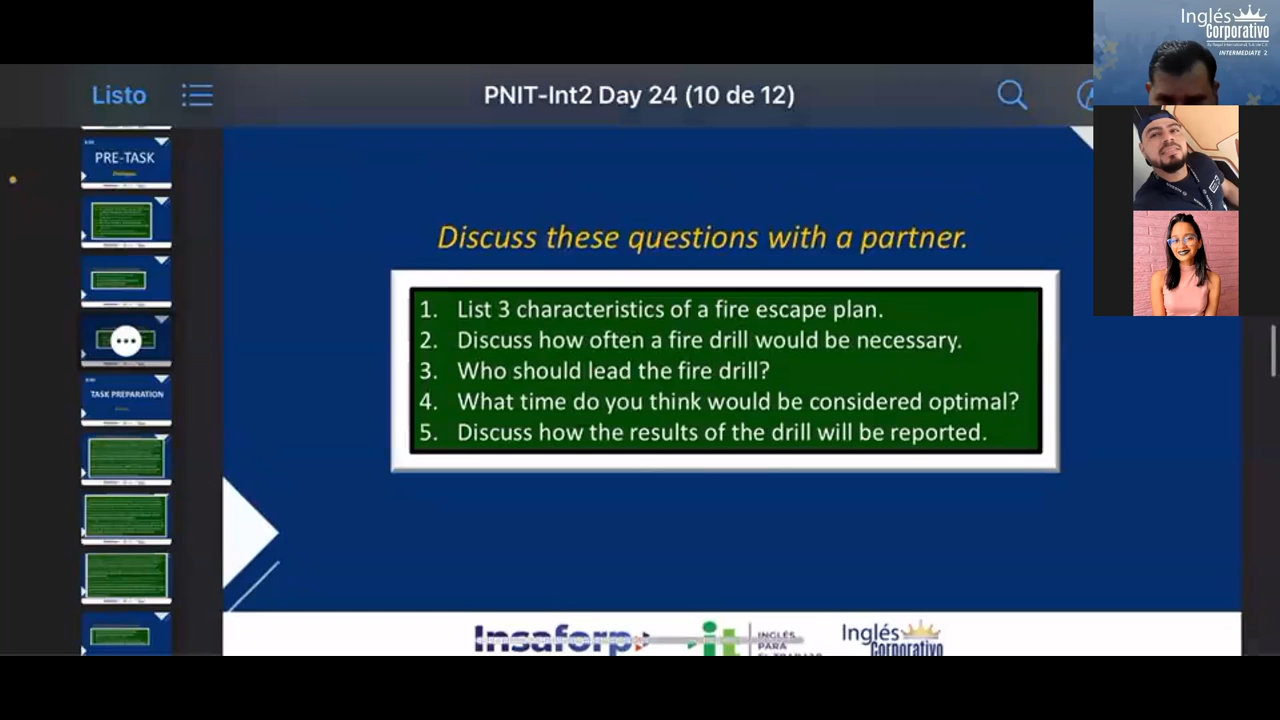 Inglés
Corporativo
INTERMEDIATE 2
Listo
PNIT-Int2 Day 24 (10 de 12)
PRE-TASK
TASK PREPARATION
Discuss these questions with a partner.
1. List 3 characteristics of a fire escape plan.
2. Discuss how often a fire drill would be necessary.
3. Who should lead the fire drill?
4. What time do you think would be considered optimal?
5. Discuss how the results of the drill will be reported.
Insaforp
it
INGLÉS
PARA
EL TRABAJO
Inglés
Corporativo